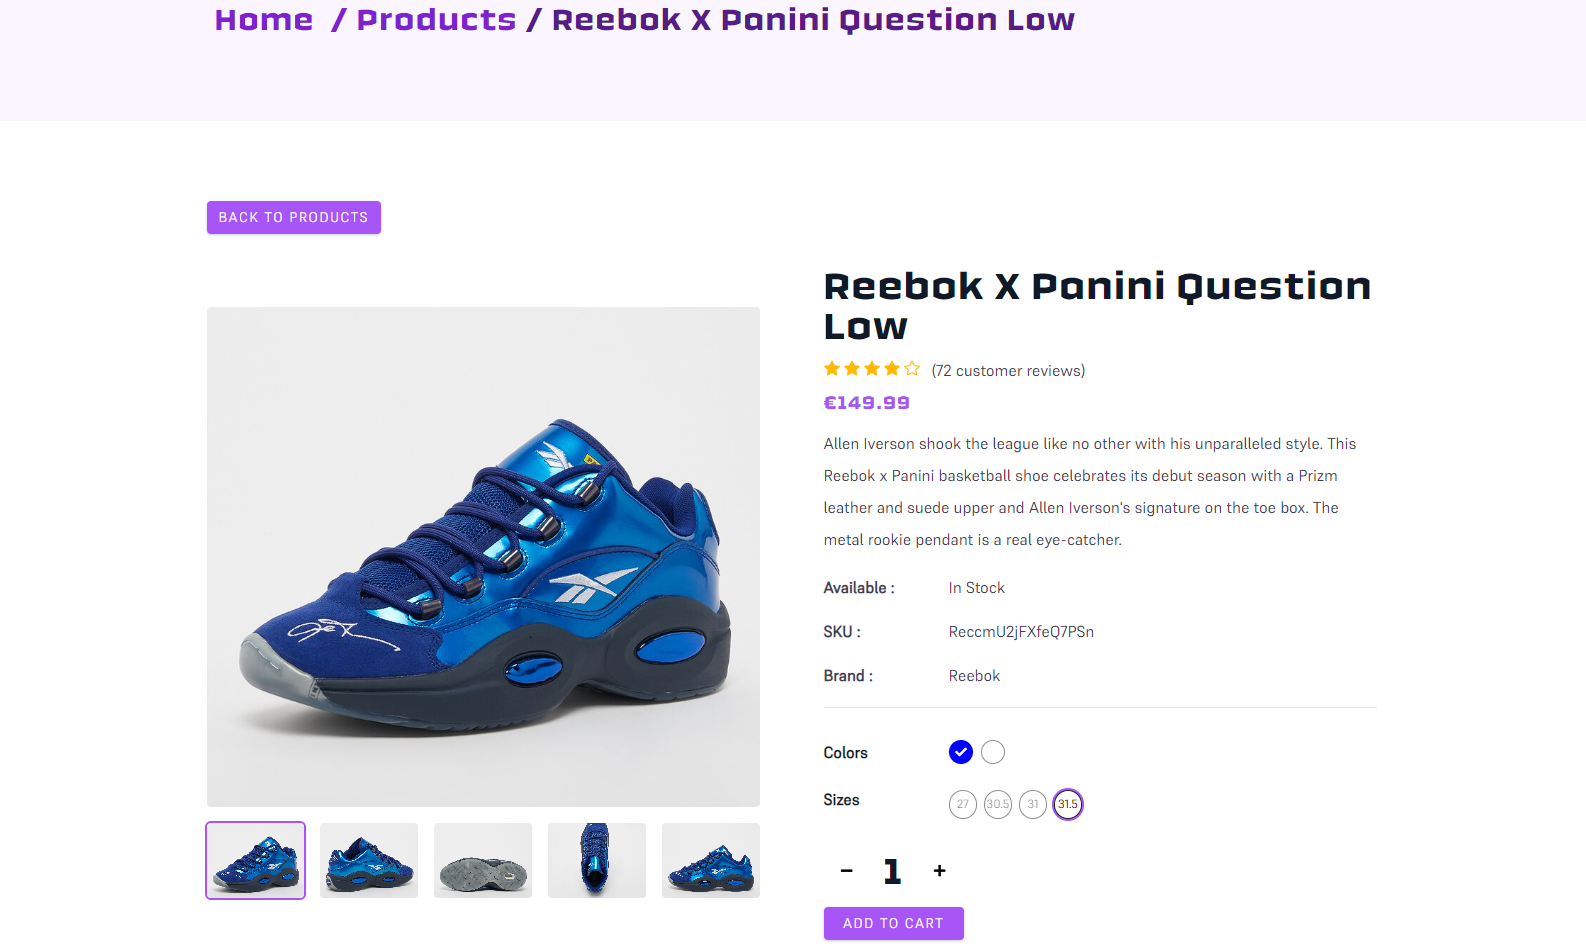 Home / Products / Reebok X Panini Question Low
BACK TO PRODUCTS
Reebok X Panini Question
Low
(72 customer reviews)
€149.99
Allen Iverson shook the league like no other with his unparalleled style. This
Reebok x Panini basketball shoe celebrates its debut season with a Prizm
leather and suede upper and Allen Iverson's signature on the toe box. The
metal rookie pendant is a real eye-catcher.
Available : In Stock
SKU : ReccmU2jFXfeQ7PSn
Brand : Reebok
Colors
Sizes 27 30.5 31 31.5
− 1 +
ADD TO CART